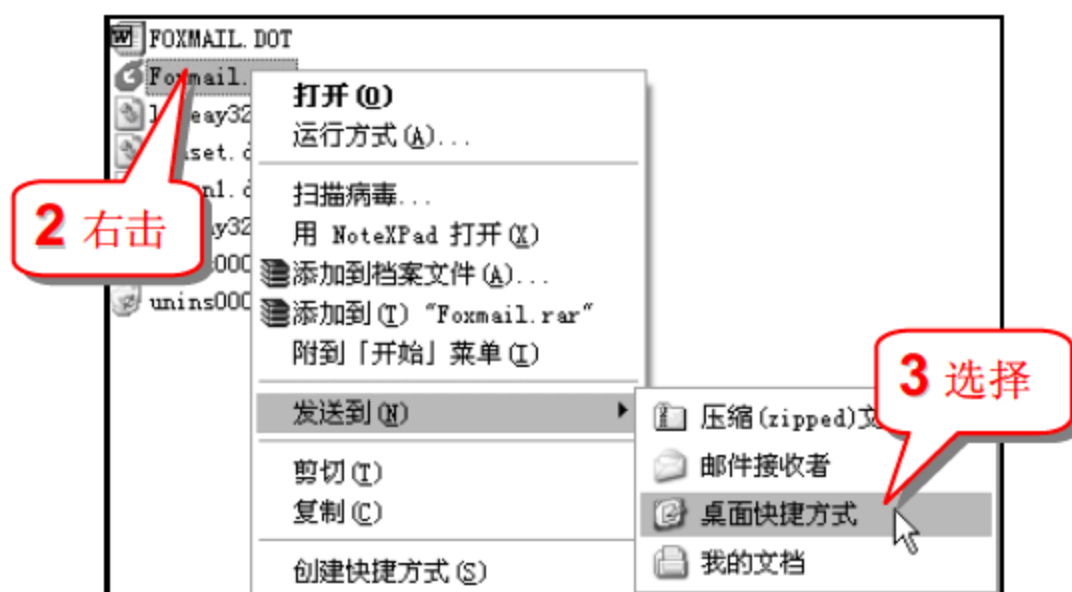 FOXMAIL.DOT
Foxmail.
2 右击
unins000
打开(O)
运行方式(A)...
扫描病毒...
用 NoteXPad 打开(X)
添加到档案文件(A)...
添加到(T) “Foxmail.rar”
附到「开始」菜单(I)
发送到(N)
剪切(T)
复制(C)
创建快捷方式(S)
3 选择
压缩(zipped)文
邮件接收者
桌面快捷方式
我的文档